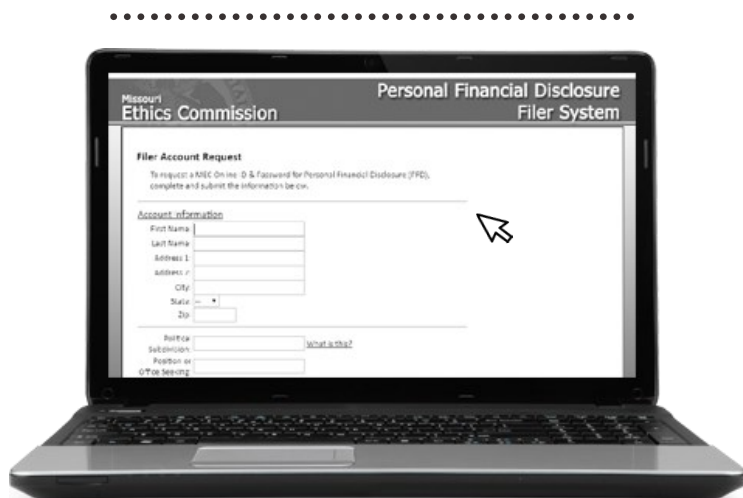 Missouri
Ethics Commission
Personal Financial Disclosure
Filer System
Filer Account Request
To request a MEC Online ID & Password for Personal Financial Disclosure (PFD),
complete and submit the information below.
Account Information
First Name:
Last Name:
Address 1:
Address 2:
City:
State: --
Zip:
Political
Subdivision:
What is this?
Position or
Office Seeking: